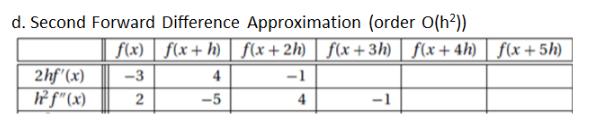 d. Second Forward Difference Approximation (order O(h²))
f(x) f(x + h) f(x + 2h) f(x + 3h) f(x + 4h) f(x + 5h)
2hf′(x) −3 4 −1
h²f″(x) 2 −5 4 −1